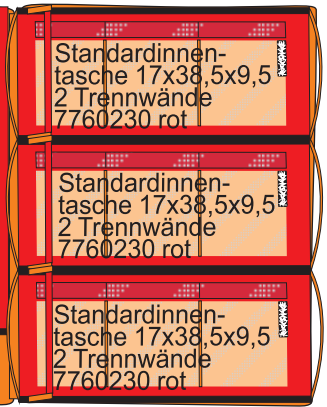 Standardinnen-
tasche 17x38,5x9,5
2 Trennwände
7760230 rot
Standardinnen-
tasche 17x38,5x9,5
2 Trennwände
7760230 rot
Standardinnen-
tasche 17x38,5x9,5
2 Trennwände
7760230 rot